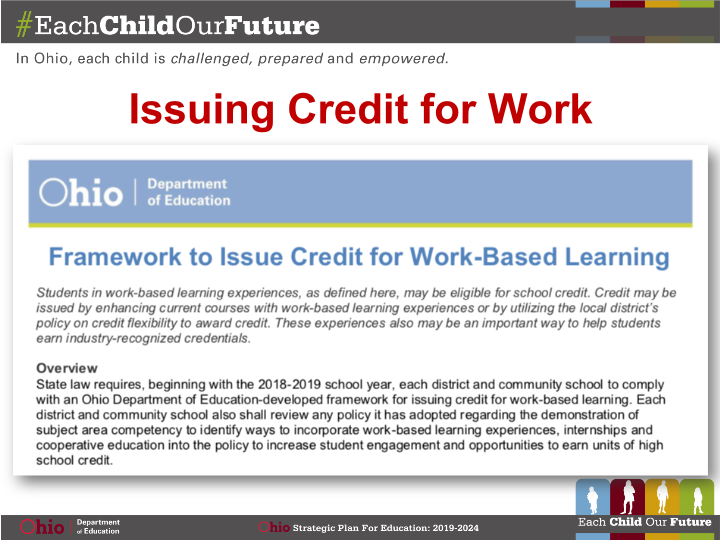 #EachChildOurFuture
In Ohio, each child is challenged, prepared and empowered.
Issuing Credit for Work
Ohio | Department
of Education
Framework to Issue Credit for Work-Based Learning
Students in work-based learning experiences, as defined here, may be eligible for school credit. Credit may be
issued by enhancing current courses with work-based learning experiences or by utilizing the local district's
policy on credit flexibility to award credit. These experiences also may be an important way to help students
earn industry-recognized credentials.
Overview
State law requires, beginning with the 2018-2019 school year, each district and community school to comply
with an Ohio Department of Education-developed framework for issuing credit for work-based learning. Each
district and community school also shall review any policy it has adopted regarding the demonstration of
subject area competency to identify ways to incorporate work-based learning experiences, internships and
cooperative education into the policy to increase student engagement and opportunities to earn units of high
school credit.
Ohio | Department
of Education
Ohio Strategic Plan For Education: 2019-2024
Each Child Our Future